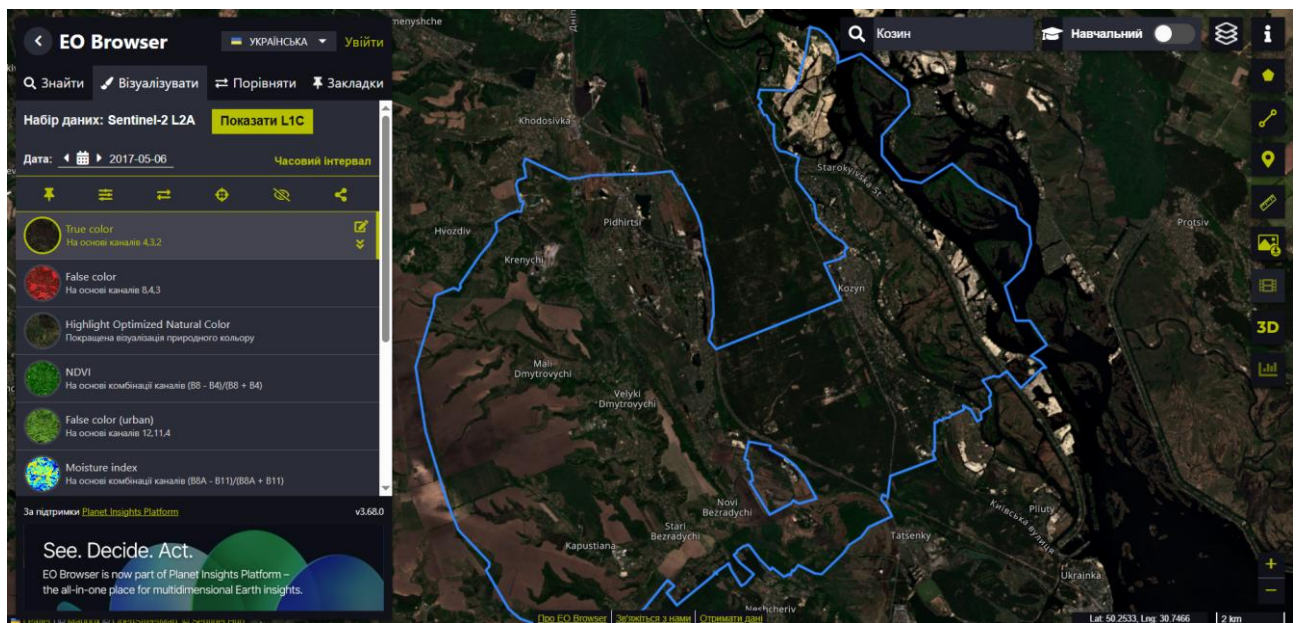 EO Browser
УКРАЇНСЬКА
Увійти
Знайти
Візуалізувати
Порівняти
Закладки
Набір даних: Sentinel-2 L2A
Показати L1C
Дата:
2017-05-06
Часовий інтервал
True color
На основі каналів 4,3,2
False color
На основі каналів 8,4,3
Highlight Optimized Natural Color
Покращена візуалізація природного кольору
NDVI
На основі комбінації каналів (B8 - B4)/(B8 + B4)
False color (urban)
На основі каналів 12,11,4
Moisture index
На основі комбінації каналів (B8A - B11)/(B8A + B11)
За підтримки Planet Insights Platform
v3.68.0
See. Decide. Act.
EO Browser is now part of Planet Insights Platform –
the all-in-one place for multidimensional Earth insights.
Козин
Навчальний
3D
Khodosivka
Starokyivska St.
Pidhirtsi
Protsiv
Hvozdiv
Krenychi
Kozyn
Mali
Dmytrovychi
Velyki
Dmytrovychi
Novi
Bezradychi
Stari
Bezradychi
Kapustiana
Tatsenky
Pliuty
Київська вулиця
Ukrainka
Neshcheriv
Про EO Browser
Зв'яжіться з нами
Отримати дані
Lat: 50.2533, Lng: 30.7466
2 km